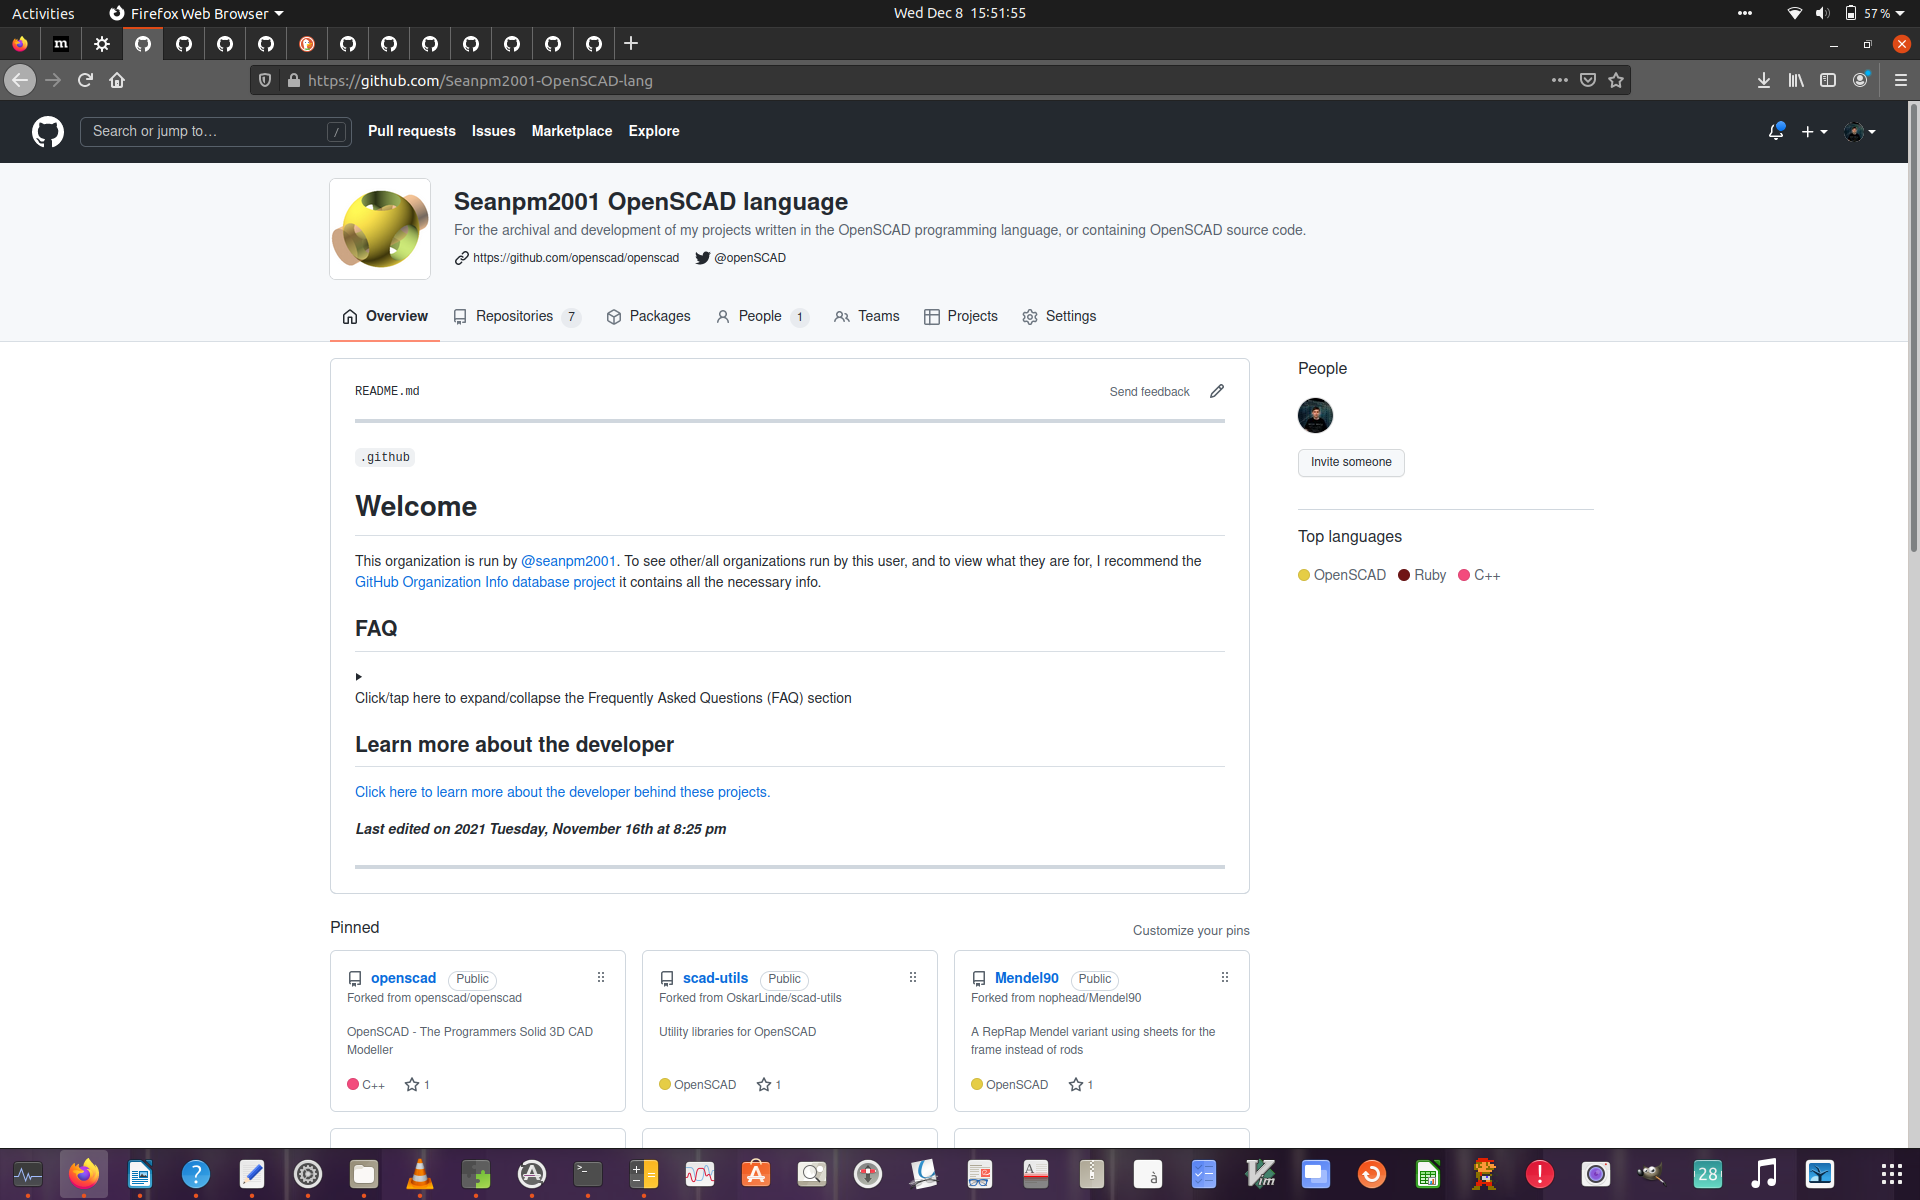 Activities
Firefox Web Browser
Wed Dec 8 15:51:55
57 %
m
https://github.com/Seanpm2001-OpenSCAD-lang
Search or jump to…
/
Pull requests Issues Marketplace Explore
Seanpm2001 OpenSCAD language
For the archival and development of my projects written in the OpenSCAD programming language, or containing OpenSCAD source code.
https://github.com/openscad/openscad @openSCAD
Overview Repositories 7 Packages People 1 Teams Projects Settings
README.md
Send feedback
.github
Welcome
This organization is run by @seanpm2001. To see other/all organizations run by this user, and to view what they are for, I recommend the
GitHub Organization Info database project it contains all the necessary info.
FAQ
Click/tap here to expand/collapse the Frequently Asked Questions (FAQ) section
Learn more about the developer
Click here to learn more about the developer behind these projects.
Last edited on 2021 Tuesday, November 16th at 8:25 pm
People
Invite someone
Top languages
OpenSCAD Ruby C++
Pinned
Customize your pins
openscad Public
Forked from openscad/openscad
OpenSCAD - The Programmers Solid 3D CAD
Modeller
C++ 1
scad-utils Public
Forked from OskarLinde/scad-utils
Utility libraries for OpenSCAD
OpenSCAD 1
Mendel90 Public
Forked from nophead/Mendel90
A RepRap Mendel variant using sheets for the
frame instead of rods
OpenSCAD 1
28